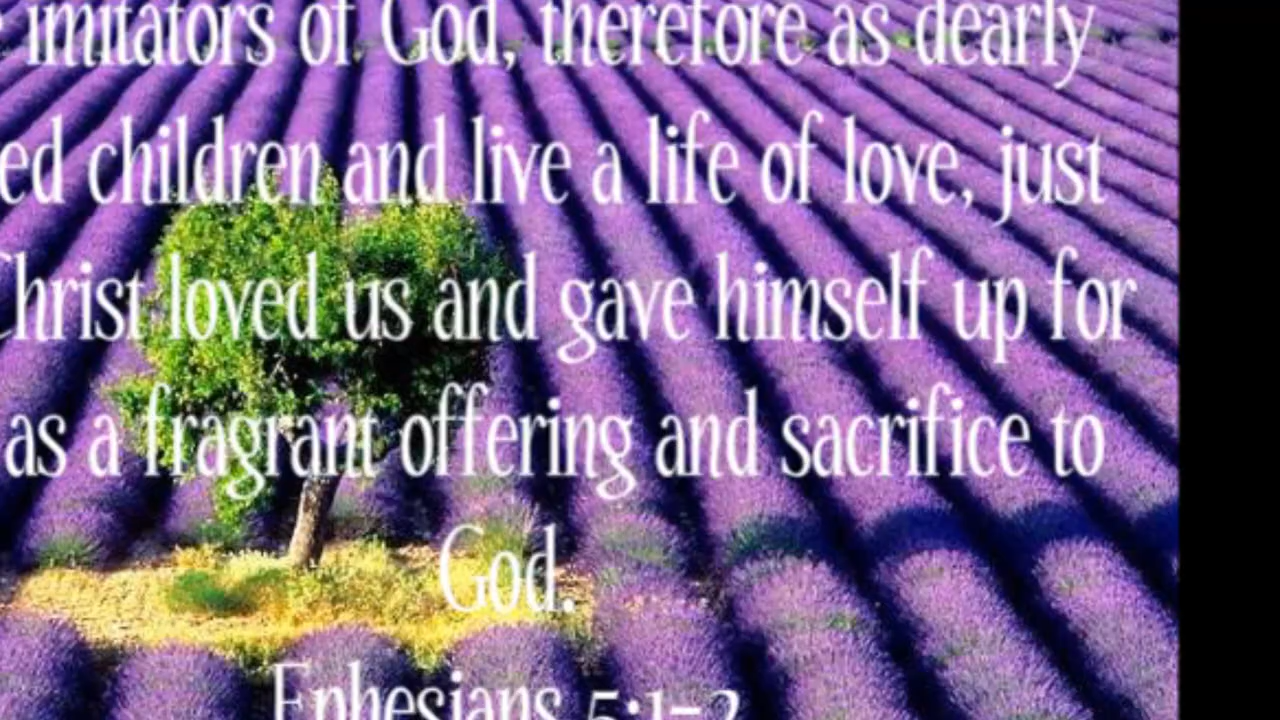 imitators of God, therefore as dearly
ed children and live a life of love, just
Christ loved us and gave himself up for
as a fragrant offering and sacrifice to
God.
Ephesians 5:1-2